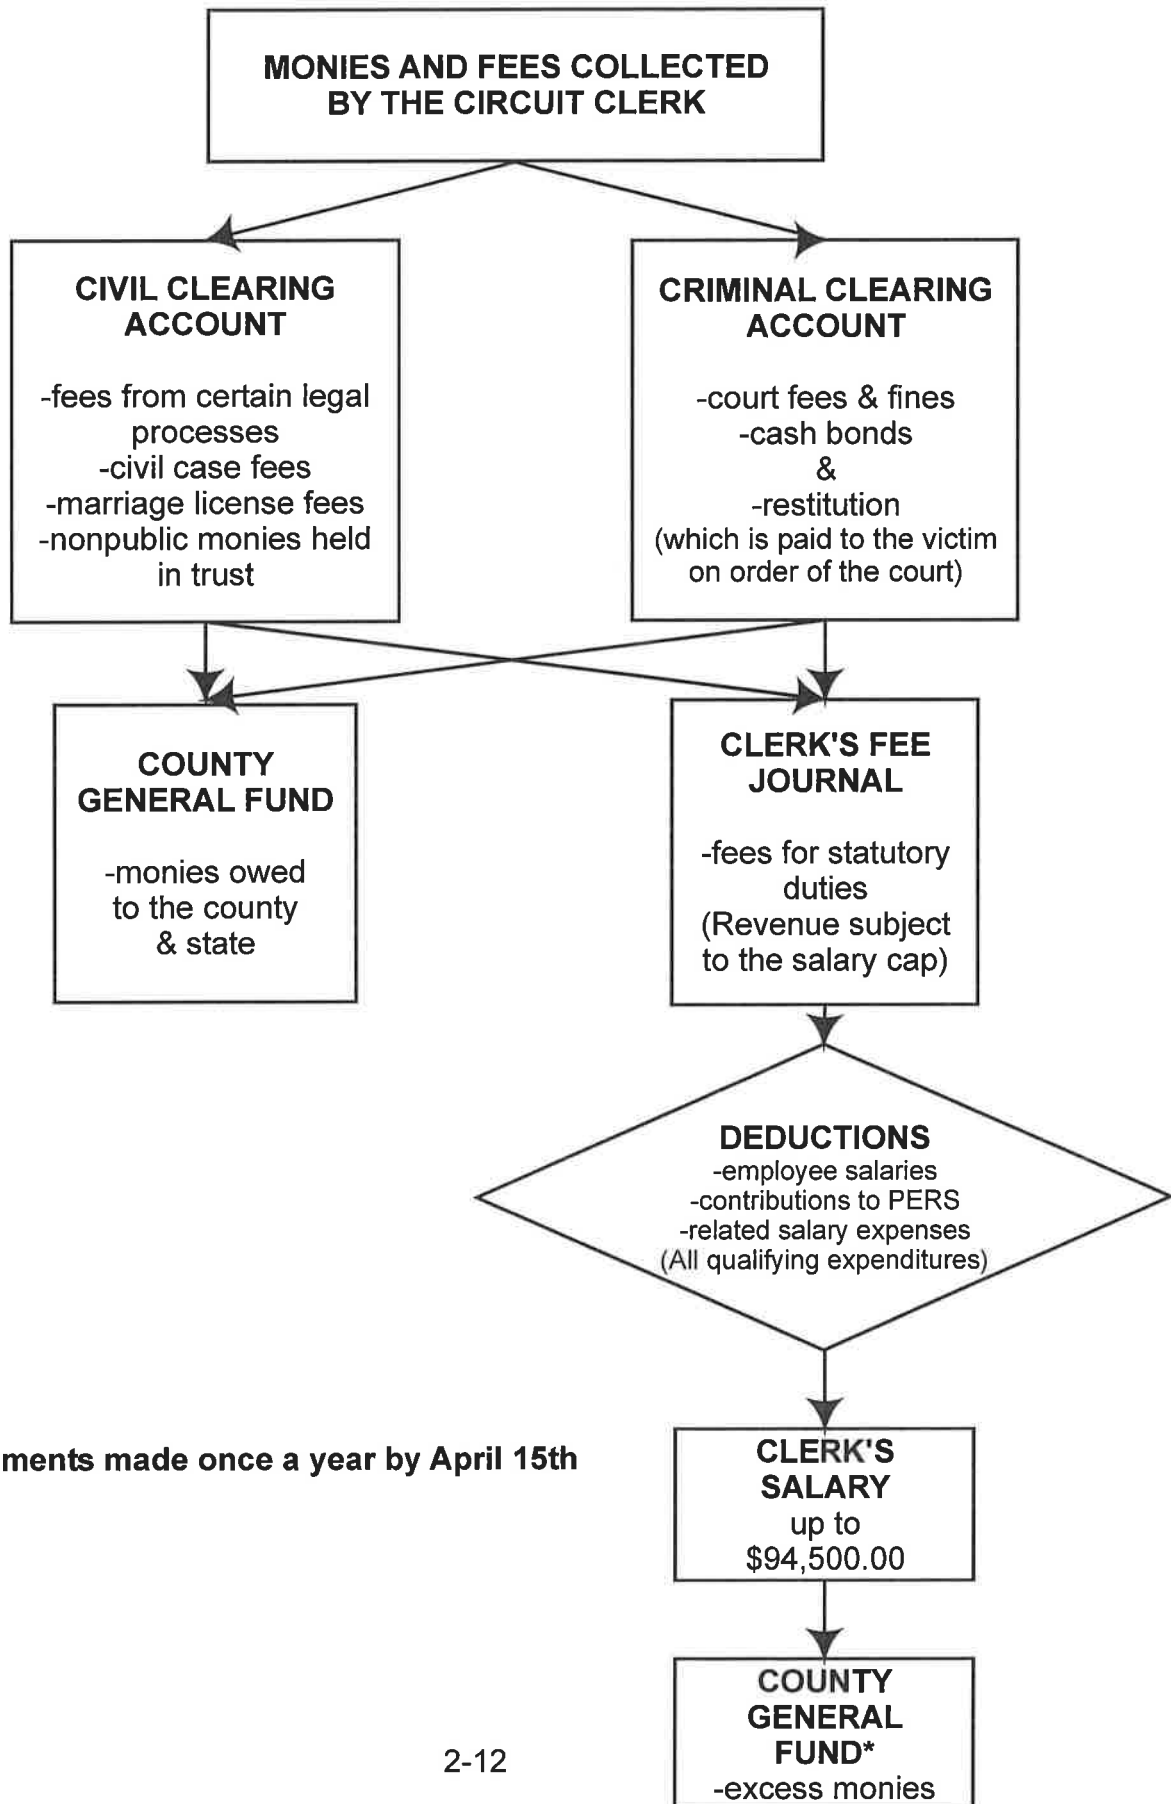 MONIES AND FEES COLLECTED
BY THE CIRCUIT CLERK
CIVIL CLEARING
ACCOUNT
-fees from certain legal
processes
-civil case fees
-marriage license fees
-nonpublic monies held
in trust
CRIMINAL CLEARING
ACCOUNT
-court fees & fines
-cash bonds
&
-restitution
(which is paid to the victim
on order of the court)
COUNTY
GENERAL FUND
-monies owed
to the county
& state
CLERK'S FEE
JOURNAL
-fees for statutory
duties
(Revenue subject
to the salary cap)
DEDUCTIONS
-employee salaries
-contributions to PERS
-related salary expenses
(All qualifying expenditures)
ments made once a year by April 15th
CLERK'S
SALARY
up to
$94,500.00
COUNTY
GENERAL
FUND*
-excess monies
2-12